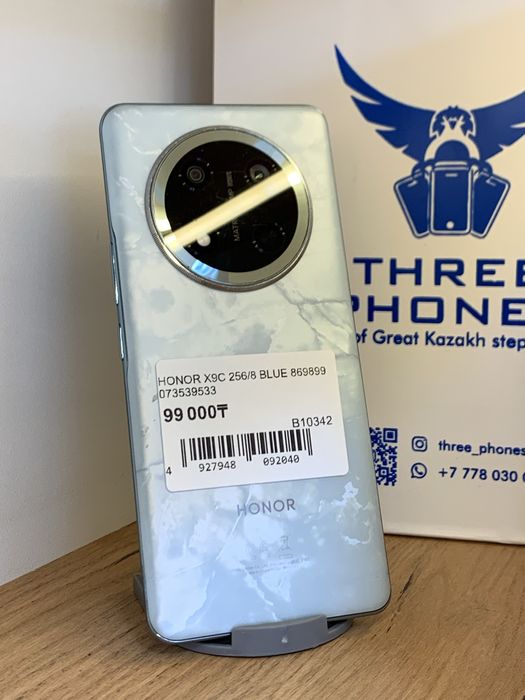 THREE
PHONE
of Great Kazakh step
three_phones
+7 778 030 0
HONOR X9C 256/8 BLUE 869899
073539533
99 000₸
B10342
4 927948 092040
HONOR